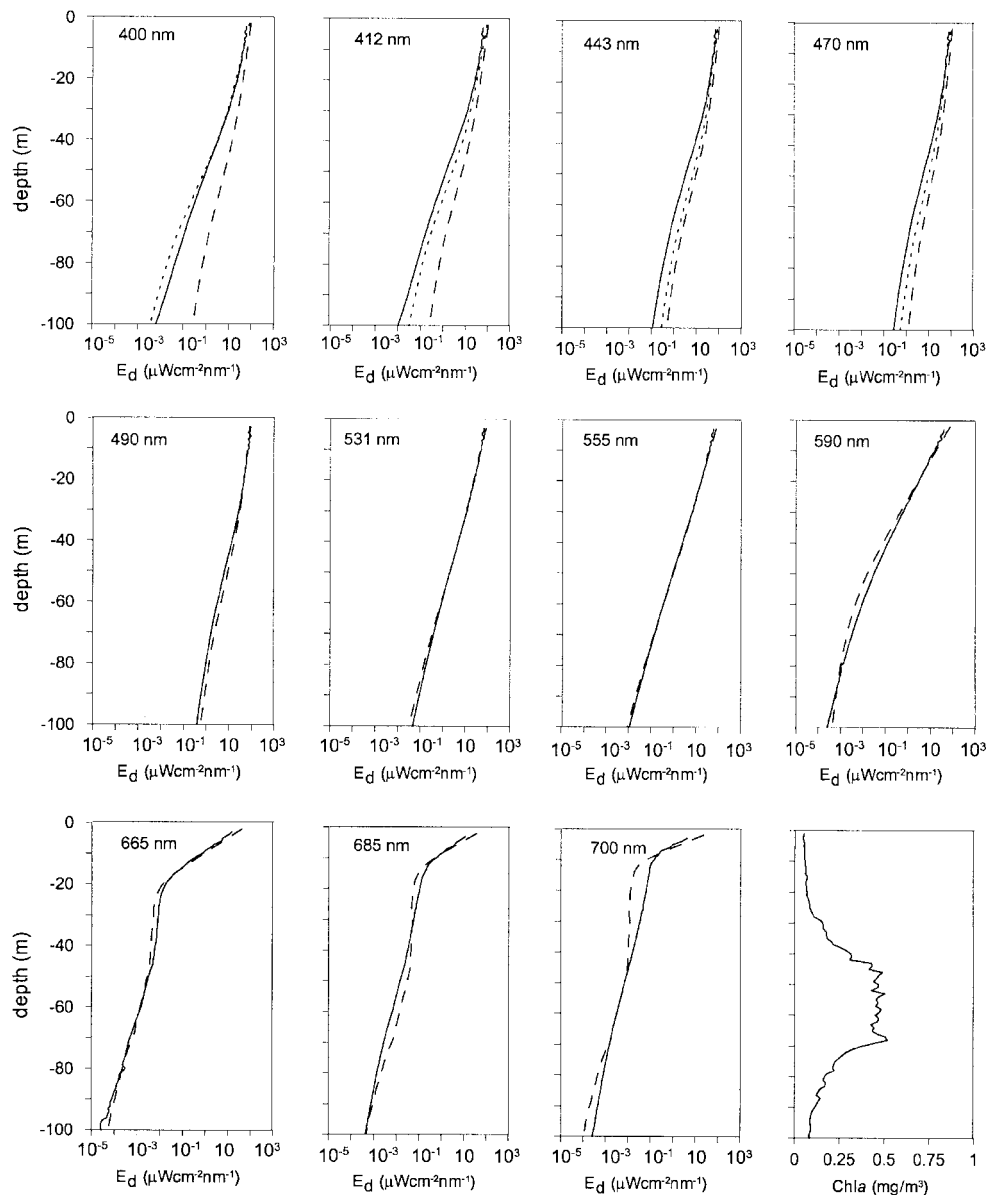 400 nm
412 nm
443 nm
470 nm
depth (m)
0
-20
-40
-60
-80
-100
10⁻⁵ 10⁻³ 10⁻¹ 10 10³
10⁻⁵ 10⁻³ 10⁻¹ 10 10³
10⁻⁵ 10⁻³ 10⁻¹ 10 10³
10⁻⁵ 10⁻³ 10⁻¹ 10 10³
E_d (µWcm⁻²nm⁻¹)
E_d (µWcm⁻²nm⁻¹)
E_d (µWcm⁻²nm⁻¹)
E_d (µWcm⁻²nm⁻¹)
490 nm
531 nm
555 nm
590 nm
depth (m)
0
-20
-40
-60
-80
-100
10⁻⁵ 10⁻³ 10⁻¹ 10 10³
10⁻⁵ 10⁻³ 10⁻¹ 10 10³
10⁻⁵ 10⁻³ 10⁻¹ 10 10³
10⁻⁵ 10⁻³ 10⁻¹ 10 10³
E_d (µWcm⁻²nm⁻¹)
E_d (µWcm⁻²nm⁻¹)
E_d (µWcm⁻²nm⁻¹)
E_d (µWcm⁻²nm⁻¹)
665 nm
685 nm
700 nm
depth (m)
0
-20
-40
-60
-80
-100
10⁻⁵ 10⁻³ 10⁻¹ 10 10³
10⁻⁵ 10⁻³ 10⁻¹ 10 10³
10⁻⁵ 10⁻³ 10⁻¹ 10 10³
0 0.25 0.5 0.75 1
E_d (µWcm⁻²nm⁻¹)
E_d (µWcm⁻²nm⁻¹)
E_d (µWcm⁻²nm⁻¹)
Chla (mg/m³)